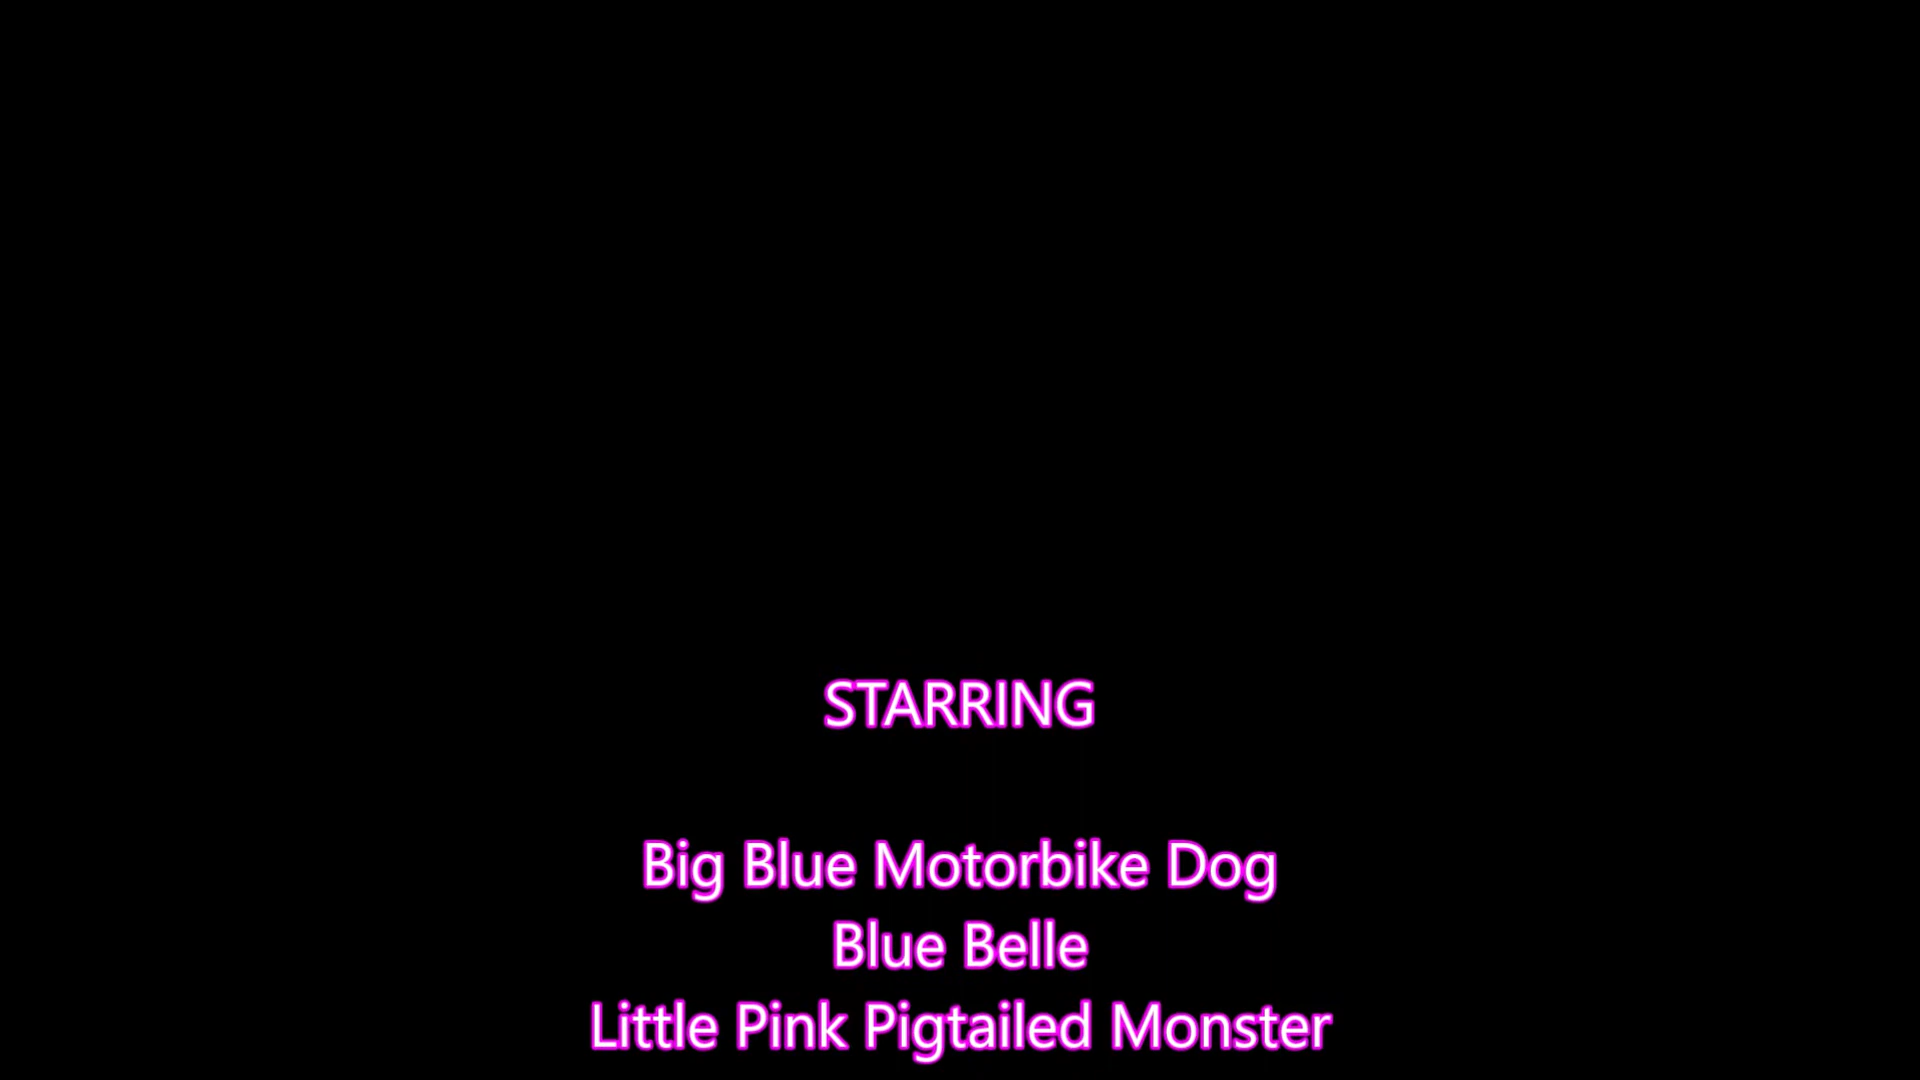 STARRING
Big Blue Motorbike Dog
Blue Belle
Little Pink Pigtailed Monster